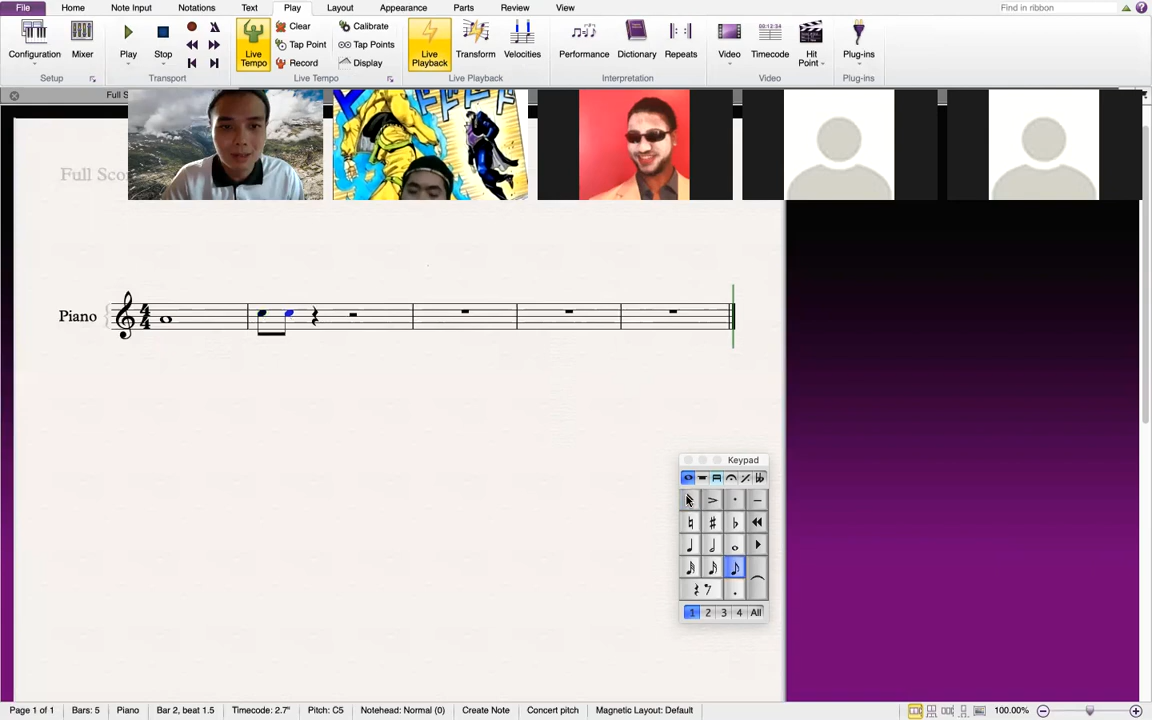 File Home Note Input Notations Text Play Layout Appearance Parts Review View Find in ribbon
Configuration Mixer Play Stop Live Tempo Clear Tap Point Record Calibrate Tap Points Display Live Playback Transform Velocities Performance Dictionary Repeats Video Timecode Hit Point Plug-ins
Setup Transport Live Tempo Live Playback Interpretation Video Plug-ins
Full S
Full Sco
Piano
Keypad
1 2 3 4 All
Page 1 of 1 Bars: 5 Piano Bar 2, beat 1.5 Timecode: 2.7" Pitch: C5 Notehead: Normal (0) Create Note Concert pitch Magnetic Layout: Default 100.00%